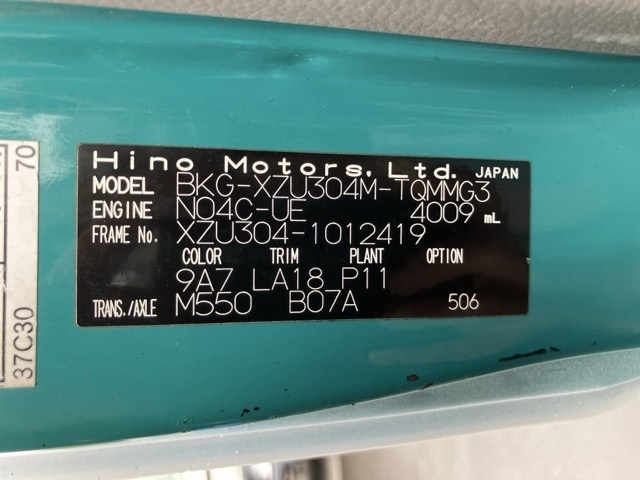 Hino Motors, Ltd. JAPAN
MODEL BKG-XZU304M-TQMMG3
ENGINE N04C-UE 4009 mL
FRAME No. XZU304-1012419
COLOR TRIM PLANT OPTION
9A7 LA18 P11
TRANS./AXLE M550 B07A 506
37C30 70